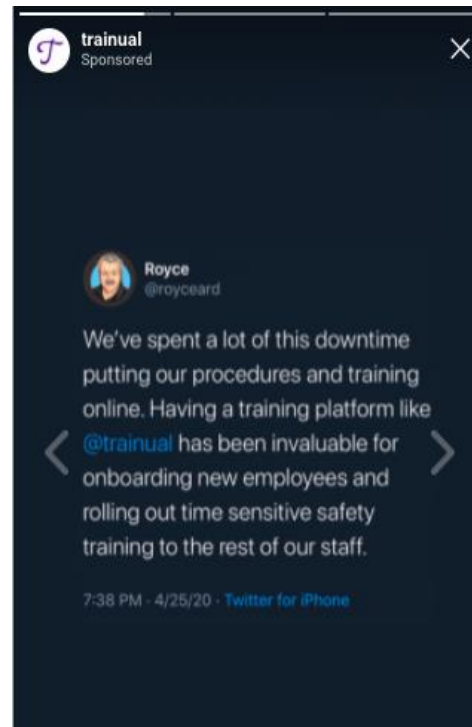 trainual
Sponsored
Royce
@royceard
We've spent a lot of this downtime
putting our procedures and training
online. Having a training platform like
@trainual has been invaluable for
onboarding new employees and
rolling out time sensitive safety
training to the rest of our staff.
7:38 PM · 4/25/20 · Twitter for iPhone